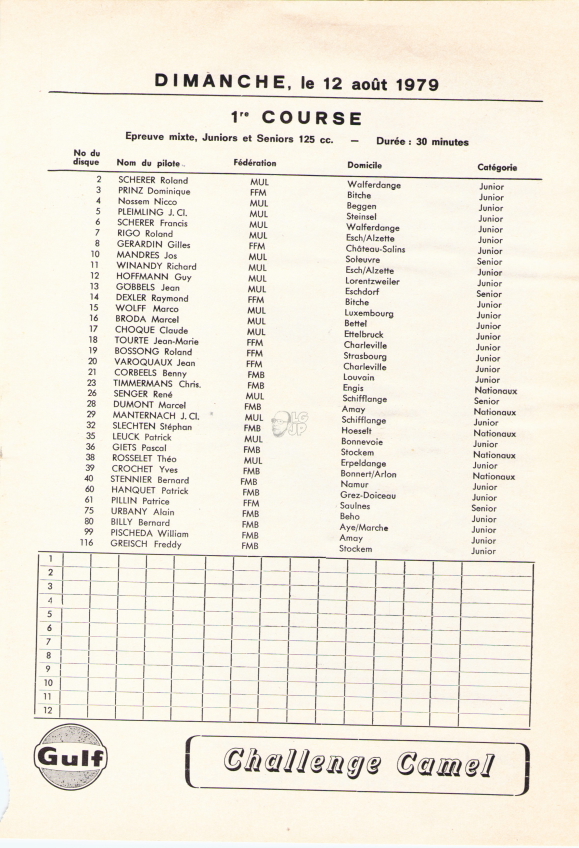 DIMANCHE, le 12 août 1979
1re COURSE
Epreuve mixte, Juniors et Seniors 125 cc. — Durée : 30 minutes
No du disque Nom du pilote Fédération Domicile Catégorie
2 SCHERER Roland MUL Walferdange Junior
3 PRINZ Dominique FFM Bitche Junior
4 Nossem Nicco MUL Beggen Junior
5 PLEIMLING J. Cl. MUL Steinsel Junior
6 SCHERER Francis MUL Walferdange Junior
7 RIGO Roland MUL Esch/Alzette Junior
8 GERARDIN Gilles FFM Château-Salins Junior
10 MANDRES Jos MUL Soleuvre Senior
11 WINANDY Richard MUL Esch/Alzette Junior
12 HOFFMANN Guy MUL Lorentzweiler Junior
13 GOBBELS Jean MUL Eschdorf Senior
14 DEXLER Raymond FFM Bitche Junior
15 WOLFF Marco MUL Luxembourg Junior
16 BRODA Marcel MUL Bettel Junior
17 CHOQUE Claude MUL Ettelbruck Junior
18 TOURTE Jean-Marie FFM Charleville Junior
19 BOSSONG Roland FFM Strasbourg Junior
20 VAROQUAUX Jean FFM Charleville Junior
21 CORBEELS Benny FMB Louvain Junior
23 TIMMERMANS Chris. FMB Engis Nationaux
26 SENGER René MUL Schifflange Senior
28 DUMONT Marcel FMB Amay Nationaux
29 MANTERNACH J. Cl. MUL Schifflange Junior
32 SLECHTEN Stéphan FMB Hoeselt Nationaux
35 LEUCK Patrick MUL Bonnevoie Junior
36 GIETS Pascal FMB Stockem Nationaux
38 ROSSELET Théo MUL Erpeldange Junior
39 CROCHET Yves FMB Bonnert/Arlon Nationaux
40 STENNIER Bernard FMB Namur Junior
60 HANQUET Patrick FMB Grez-Doiceau Junior
61 PILLIN Patrice FFM Saulnes Senior
75 URBANY Alain FMB Beho Junior
80 BILLY Bernard FMB Aye/Marche Junior
99 PISCHEDA William FMB Amay Junior
116 GREISCH Freddy FMB Stockem Junior
LG
UP
1
2
3
4
5
6
7
8
9
10
11
12
Gulf
Challenge Camel